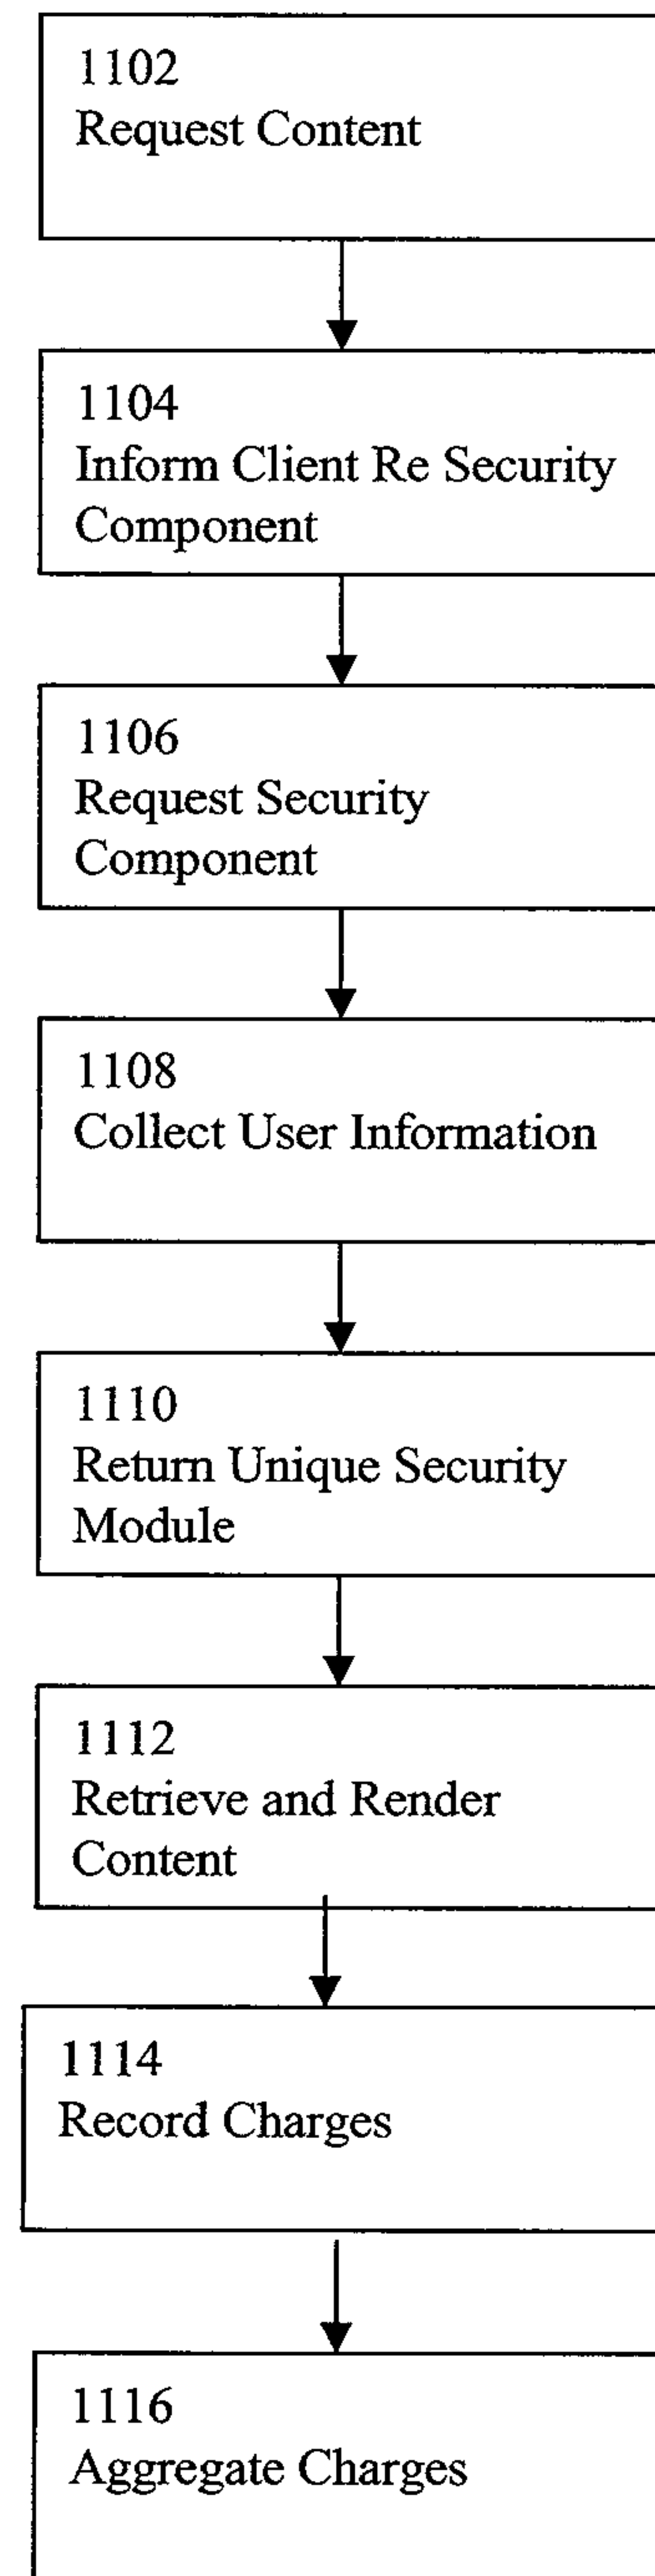 1102
Request Content
1104
Inform Client Re Security
Component
1106
Request Security
Component
1108
Collect User Information
1110
Return Unique Security
Module
1112
Retrieve and Render
Content
1114
Record Charges
1116
Aggregate Charges